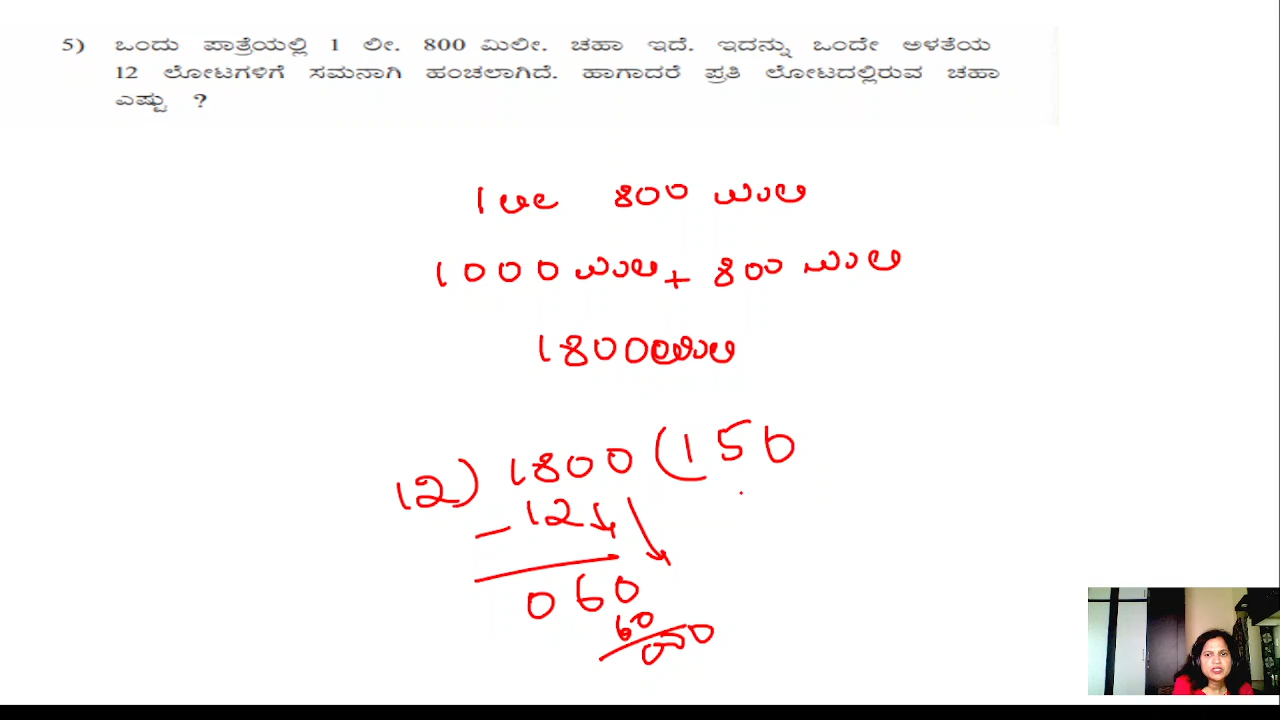 5) ಒಂದು ಪಾತ್ರೆಯಲ್ಲಿ 1 ಲೀ. 800 ಮಿಲೀ. ಚಹಾ ಇದೆ. ಇದನ್ನು ಒಂದೇ ಅಳತೆಯ
12 ಲೋಟಗಳಿಗೆ ಸಮನಾಗಿ ಹಂಚಲಾಗಿದೆ. ಹಾಗಾದರೆ ಪ್ರತಿ ಲೋಟದಲ್ಲಿರುವ ಚಹಾ
ಎಷ್ಟು ?
1 ಲೀ 800 ಮಿಲಿ
1000 ಮಿಲಿ + 800 ಮಿಲಿ
1800 ಮಿಲಿ
12) 1800 (150
- 12
060
60
000